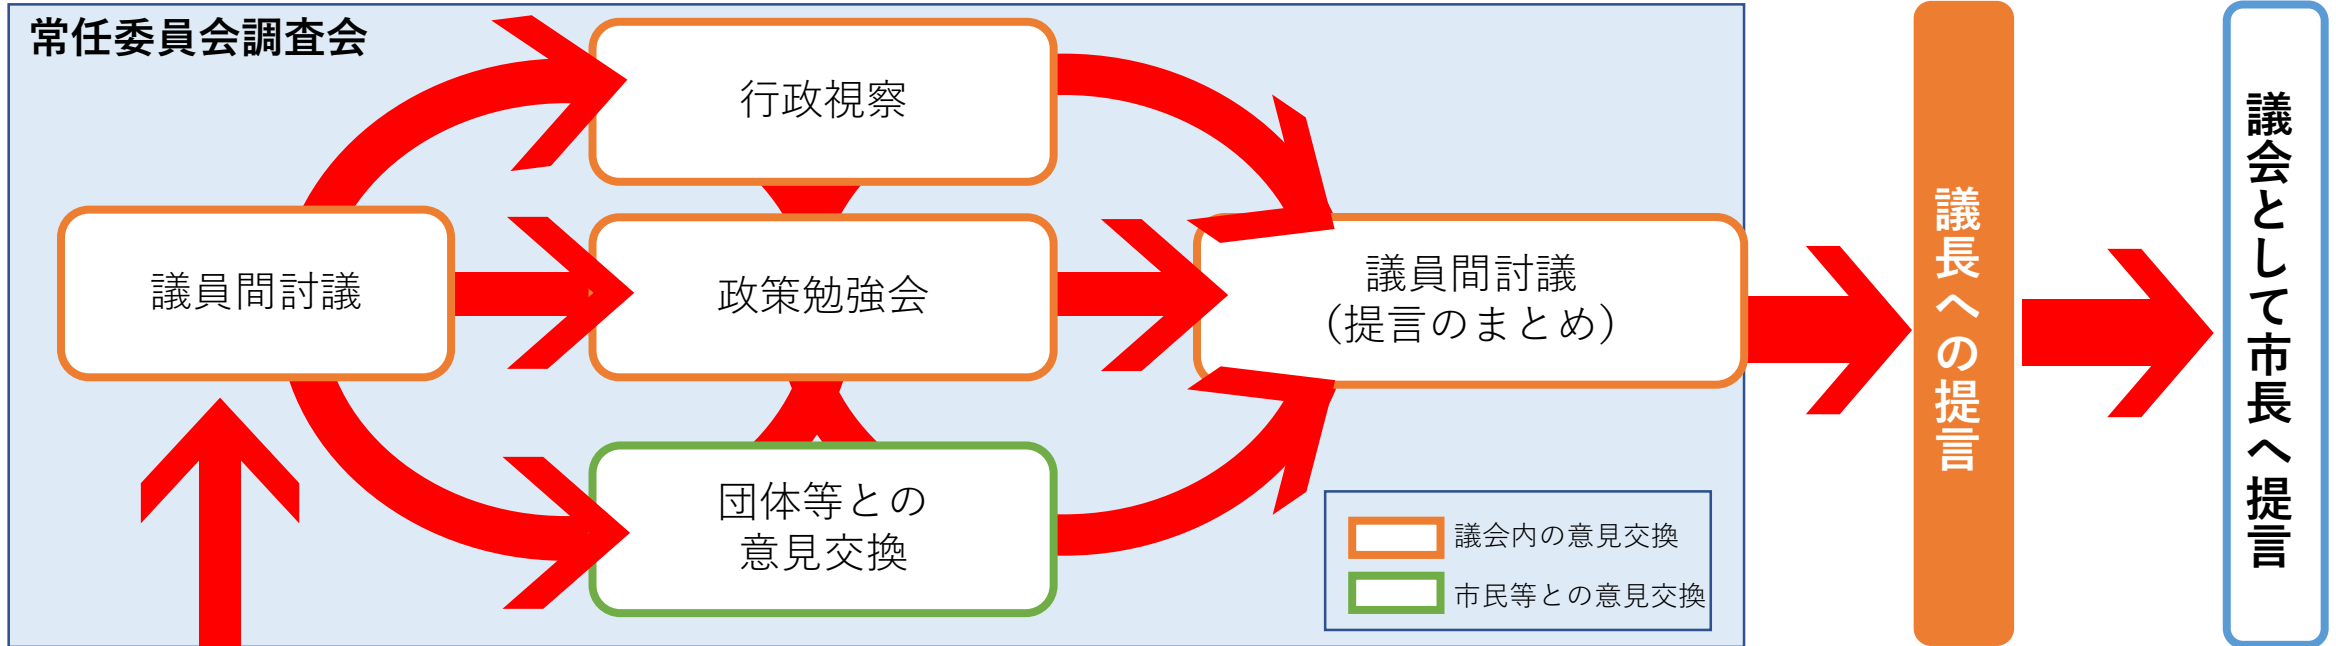 常任委員会調査会
行政視察
議員間討議
政策勉強会
議員間討議
（提言のまとめ）
団体等との
意見交換
議会内の意見交換
市民等との意見交換
議長への提言
議会として市長へ提言